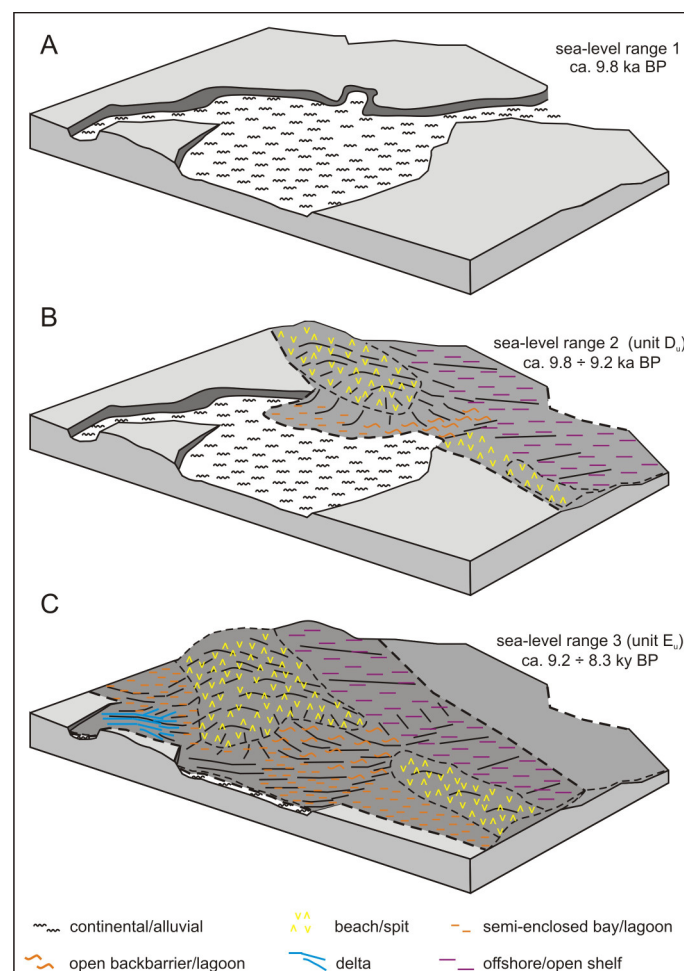 A
sea-level range 1
ca. 9.8 ka BP
B
sea-level range 2 (unit Du)
ca. 9.8 ÷ 9.2 ka BP
C
sea-level range 3 (unit Eu)
ca. 9.2 ÷ 8.3 ky BP
continental/alluvial
beach/spit
semi-enclosed bay/lagoon
open backbarrier/lagoon
delta
offshore/open shelf